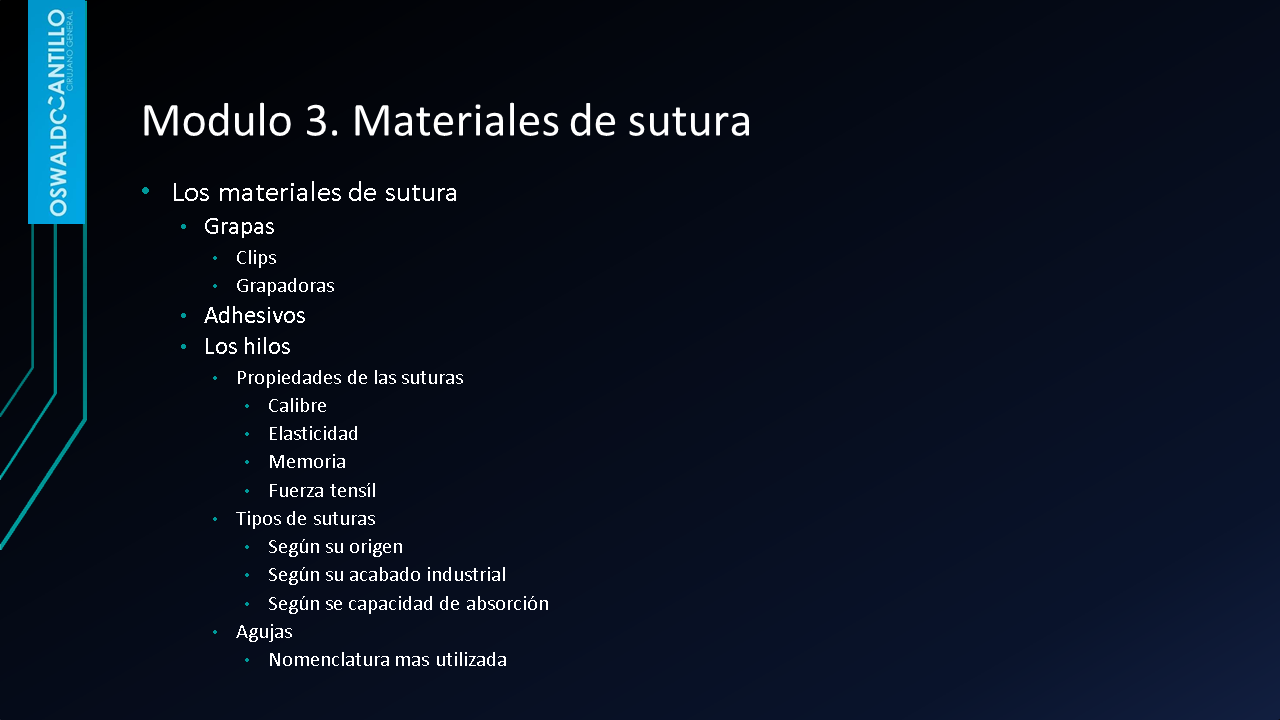 OSWALDO CANTILLO
CIRUJANO GENERAL
Modulo 3. Materiales de sutura
• Los materiales de sutura
• Grapas
• Clips
• Grapadoras
• Adhesivos
• Los hilos
• Propiedades de las suturas
• Calibre
• Elasticidad
• Memoria
• Fuerza tensíl
• Tipos de suturas
• Según su origen
• Según su acabado industrial
• Según se capacidad de absorción
• Agujas
• Nomenclatura mas utilizada